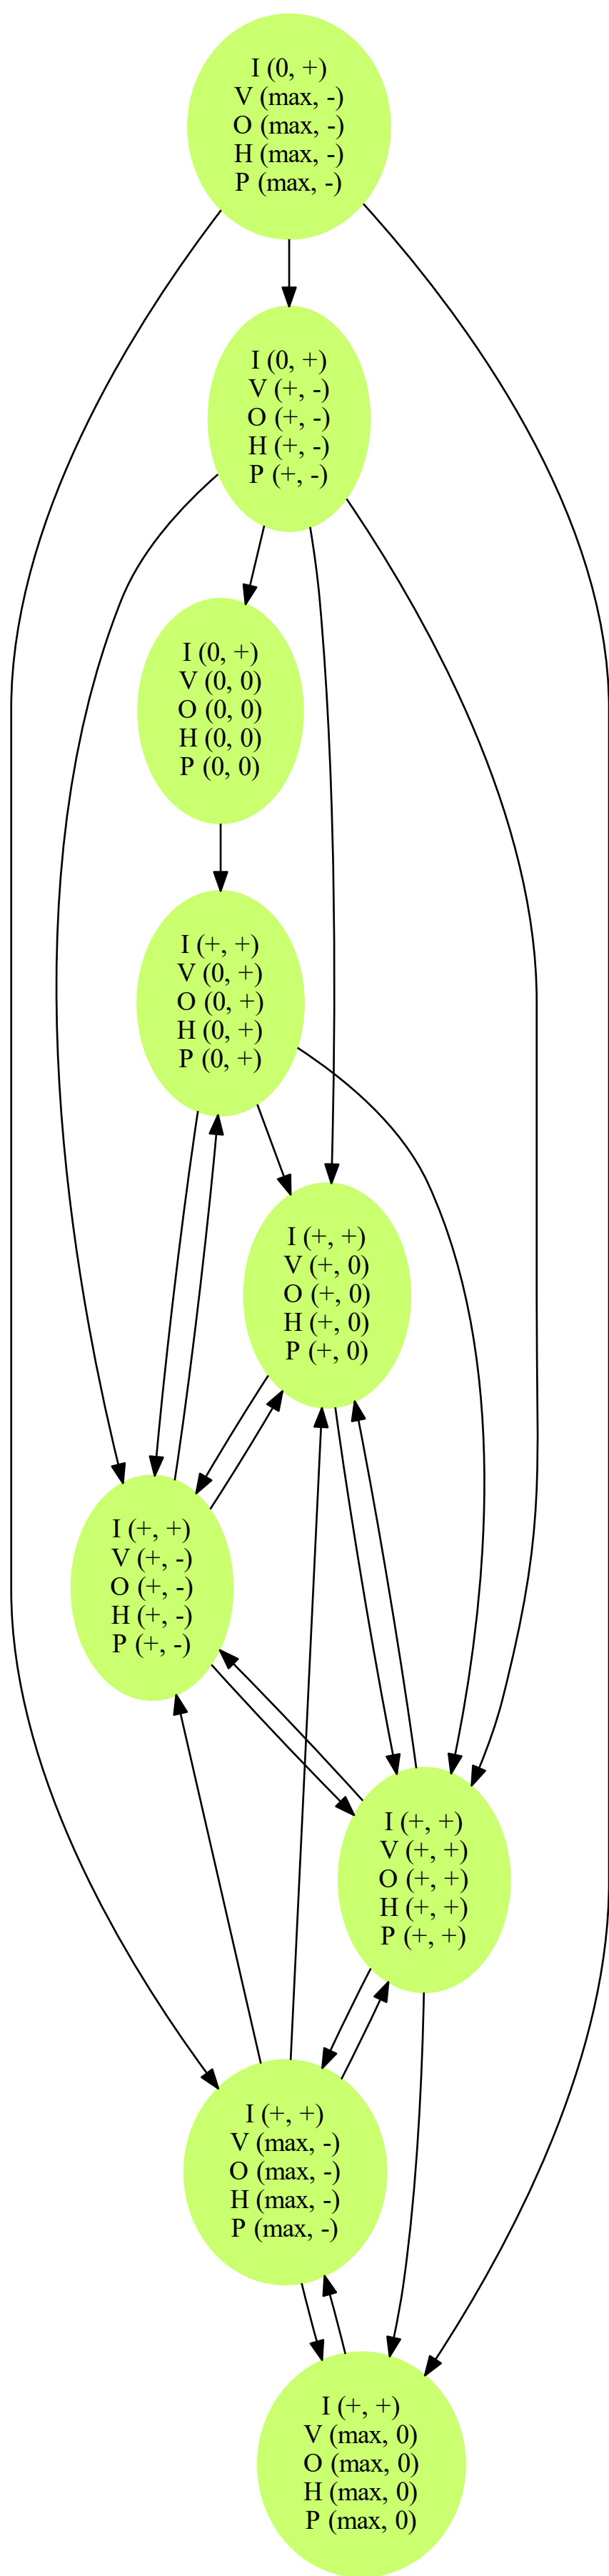 I (0, +)
V (max, -)
O (max, -)
H (max, -)
P (max, -)
I (0, +)
V (+, -)
O (+, -)
H (+, -)
P (+, -)
I (0, +)
V (0, 0)
O (0, 0)
H (0, 0)
P (0, 0)
I (+, +)
V (0, +)
O (0, +)
H (0, +)
P (0, +)
I (+, +)
V (+, 0)
O (+, 0)
H (+, 0)
P (+, 0)
I (+, +)
V (+, -)
O (+, -)
H (+, -)
P (+, -)
I (+, +)
V (+, +)
O (+, +)
H (+, +)
P (+, +)
I (+, +)
V (max, -)
O (max, -)
H (max, -)
P (max, -)
I (+, +)
V (max, 0)
O (max, 0)
H (max, 0)
P (max, 0)